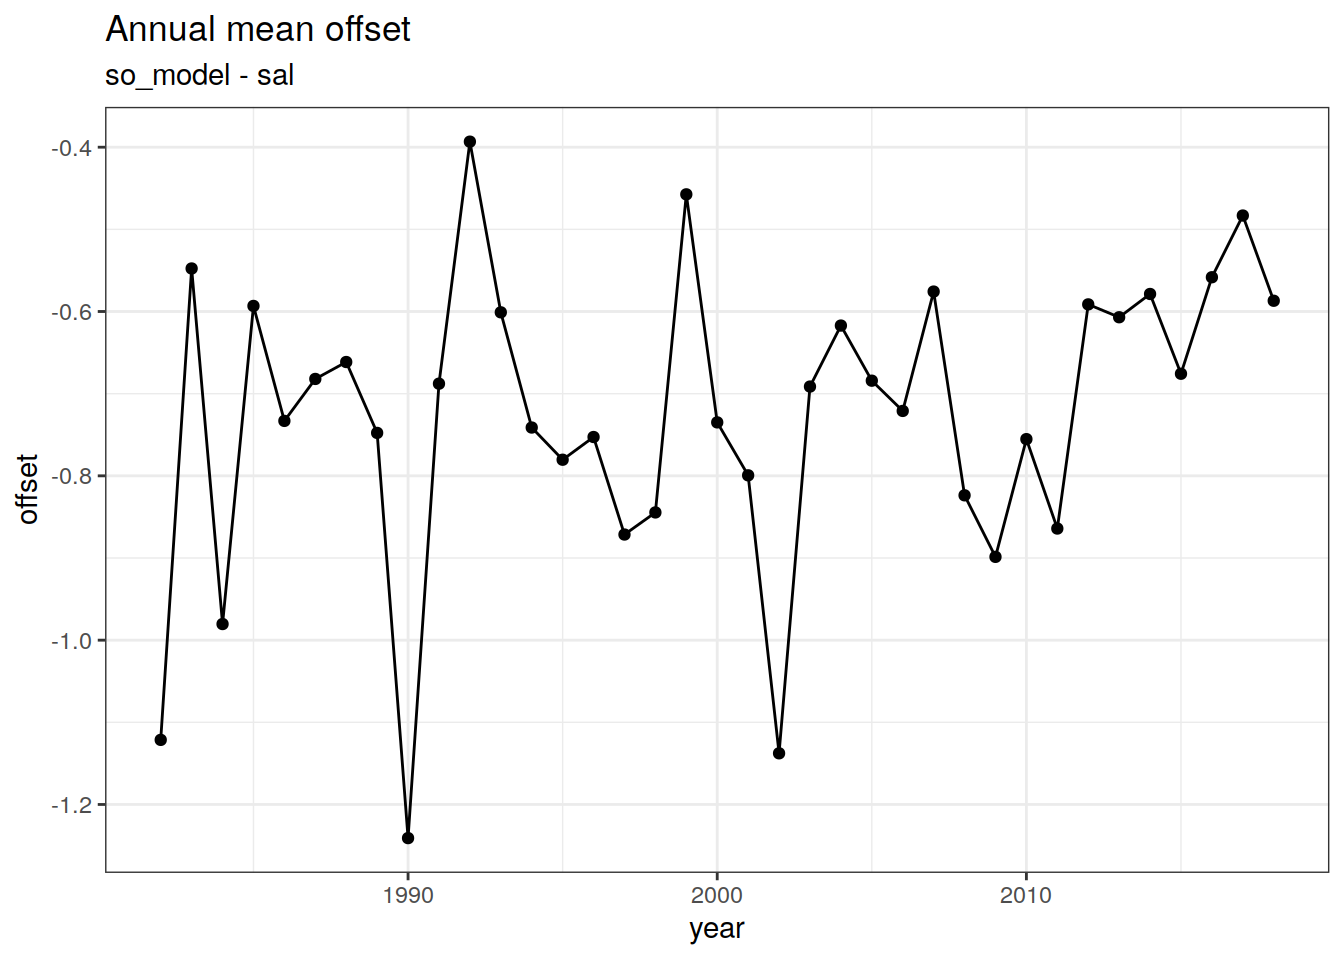 Annual mean offset
so_model - sal
-0.4
-0.6
-0.8
-1.0
-1.2
offset
1990 2000 2010
year